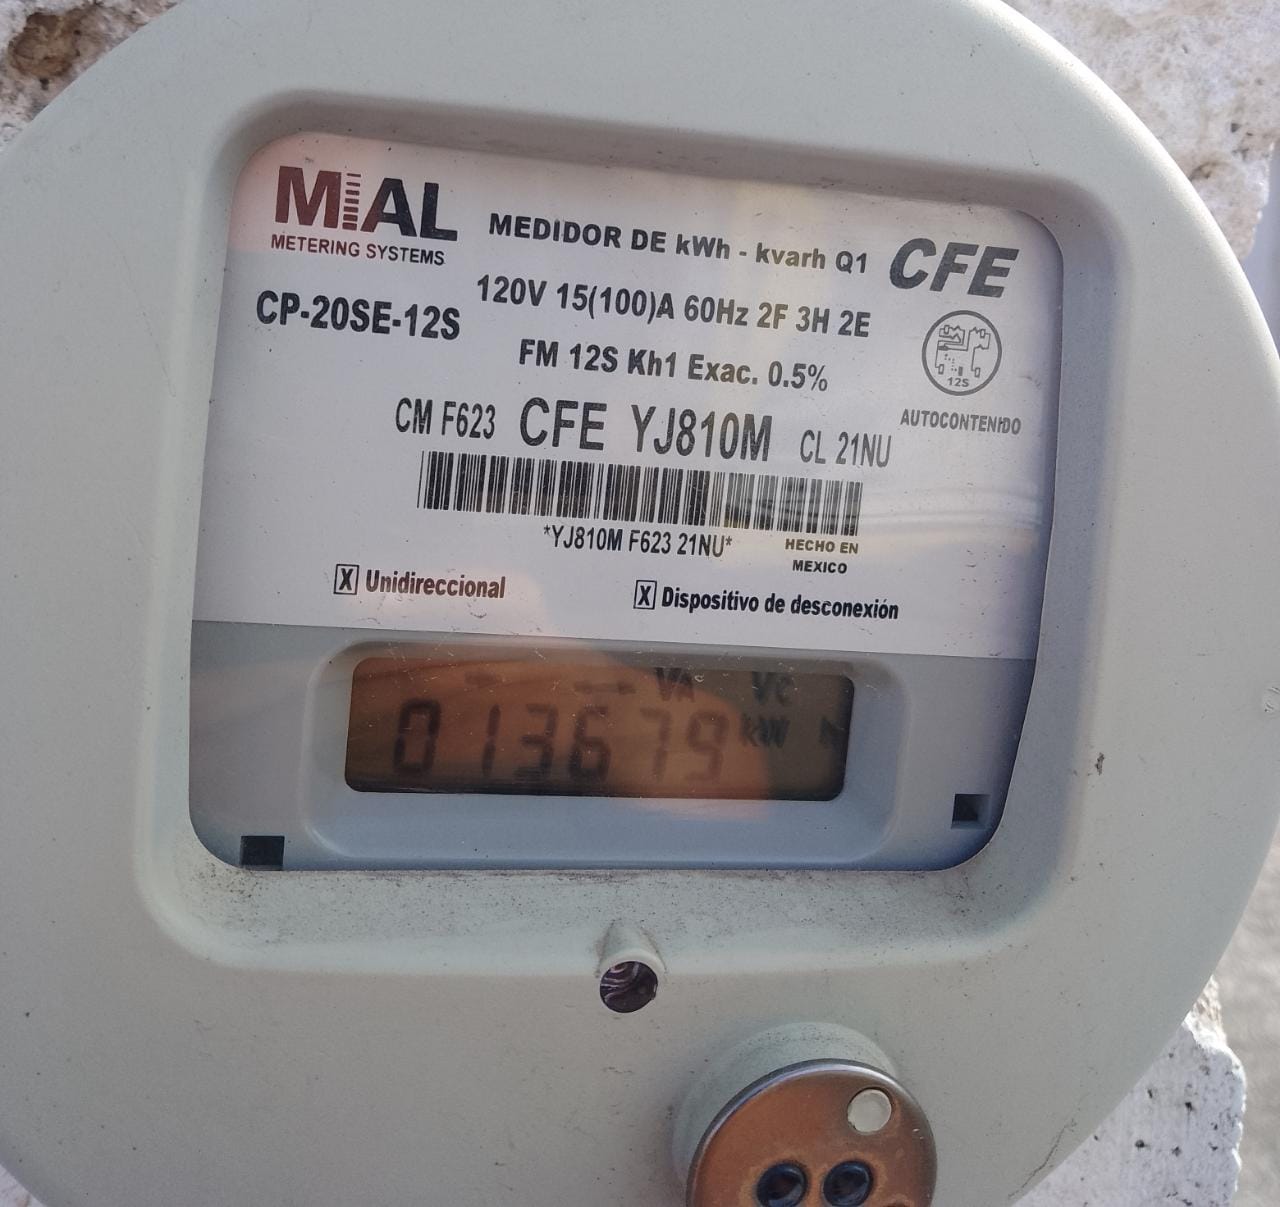 MIAL
METERING SYSTEMS
MEDIDOR DE kWh - kvarh Q1
CFE
CP-20SE-12S
120V 15(100)A 60Hz 2F 3H 2E
FM 12S Kh1 Exac. 0.5%
12S
AUTOCONTENIDO
CM F623 CFE YJ810M CL 21NU
*YJ810M F623 21NU*
HECHO EN
MEXICO
X Unidireccional
X Dispositivo de desconexión
VA VC
013679 kW h